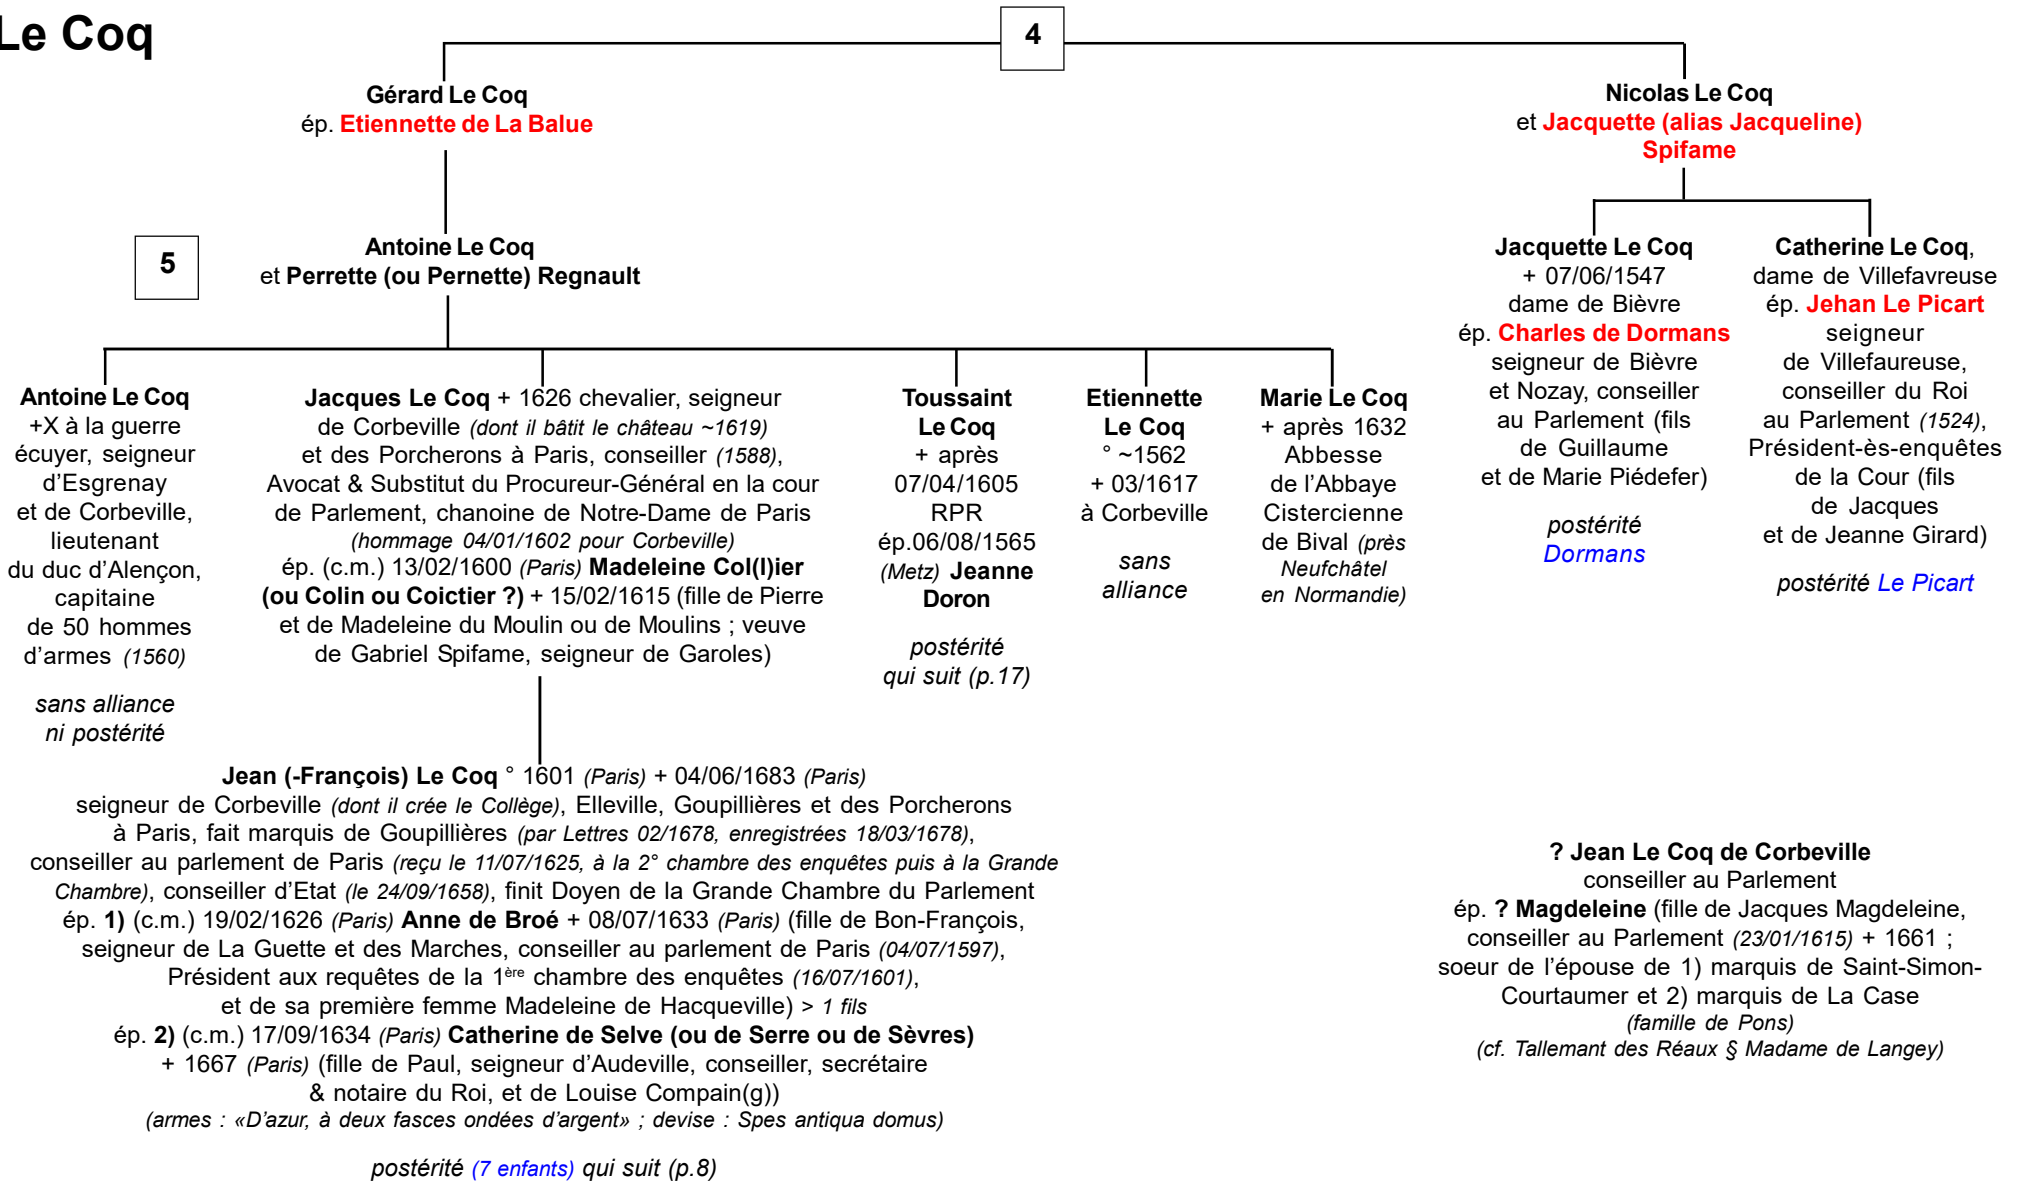 Le Coq
4
Gérard Le Coq
ép. Etiennette de La Balue
Nicolas Le Coq
et Jacquette (alias Jacqueline)
Spifame
5
Antoine Le Coq
et Perrette (ou Pernette) Regnault
Jacquette Le Coq
+ 07/06/1547
dame de Bièvre
ép. Charles de Dormans
seigneur de Bièvre
et Nozay, conseiller
au Parlement (fils
de Guillaume
et de Marie Piédefer)
postérité
Dormans
Catherine Le Coq,
dame de Villefavreuse
ép. Jehan Le Picart
seigneur
de Villefaureuse,
conseiller du Roi
au Parlement (1524),
Président-ès-enquêtes
de la Cour (fils
de Jacques
et de Jeanne Girard)
postérité Le Picart
Antoine Le Coq
+X à la guerre
écuyer, seigneur
d’Esgrenay
et de Corbeville,
lieutenant
du duc d’Alençon,
capitaine
de 50 hommes
d’armes (1560)
sans alliance
ni postérité
Jacques Le Coq + 1626 chevalier, seigneur
de Corbeville (dont il bâtit le château ~1619)
et des Porcherons à Paris, conseiller (1588),
Avocat & Substitut du Procureur-Général en la cour
de Parlement, chanoine de Notre-Dame de Paris
(hommage 04/01/1602 pour Corbeville)
ép. (c.m.) 13/02/1600 (Paris) Madeleine Col(l)ier
(ou Colin ou Coictier ?) + 15/02/1615 (fille de Pierre
et de Madeleine du Moulin ou de Moulins ; veuve
de Gabriel Spifame, seigneur de Garoles)
Toussaint
Le Coq
+ après
07/04/1605
RPR
ép.06/08/1565
(Metz) Jeanne
Doron
postérité
qui suit (p.17)
Etiennette
Le Coq
° ~1562
+ 03/1617
à Corbeville
sans
alliance
Marie Le Coq
+ après 1632
Abbesse
de l’Abbaye
Cistercienne
de Bival (près
Neufchâtel
en Normandie)
Jean (-François) Le Coq ° 1601 (Paris) + 04/06/1683 (Paris)
seigneur de Corbeville (dont il crée le Collège), Elleville, Goupillières et des Porcherons
à Paris, fait marquis de Goupillières (par Lettres 02/1678, enregistrées 18/03/1678),
conseiller au parlement de Paris (reçu le 11/07/1625, à la 2° chambre des enquêtes puis à la Grande
Chambre), conseiller d’Etat (le 24/09/1658), finit Doyen de la Grande Chambre du Parlement
ép. 1) (c.m.) 19/02/1626 (Paris) Anne de Broé + 08/07/1633 (Paris) (fille de Bon-François,
seigneur de La Guette et des Marches, conseiller au parlement de Paris (04/07/1597),
Président aux requêtes de la 1ère chambre des enquêtes (16/07/1601),
et de sa première femme Madeleine de Hacqueville) > 1 fils
ép. 2) (c.m.) 17/09/1634 (Paris) Catherine de Selve (ou de Serre ou de Sèvres)
+ 1667 (Paris) (fille de Paul, seigneur d’Audeville, conseiller, secrétaire
& notaire du Roi, et de Louise Compain(g))
(armes : «D’azur, à deux fasces ondées d’argent» ; devise : Spes antiqua domus)
postérité (7 enfants) qui suit (p.8)
? Jean Le Coq de Corbeville
conseiller au Parlement
ép. ? Magdeleine (fille de Jacques Magdeleine,
conseiller au Parlement (23/01/1615) + 1661 ;
soeur de l’épouse de 1) marquis de Saint-Simon-
Courtaumer et 2) marquis de La Case
(famille de Pons)
(cf. Tallemant des Réaux § Madame de Langey)